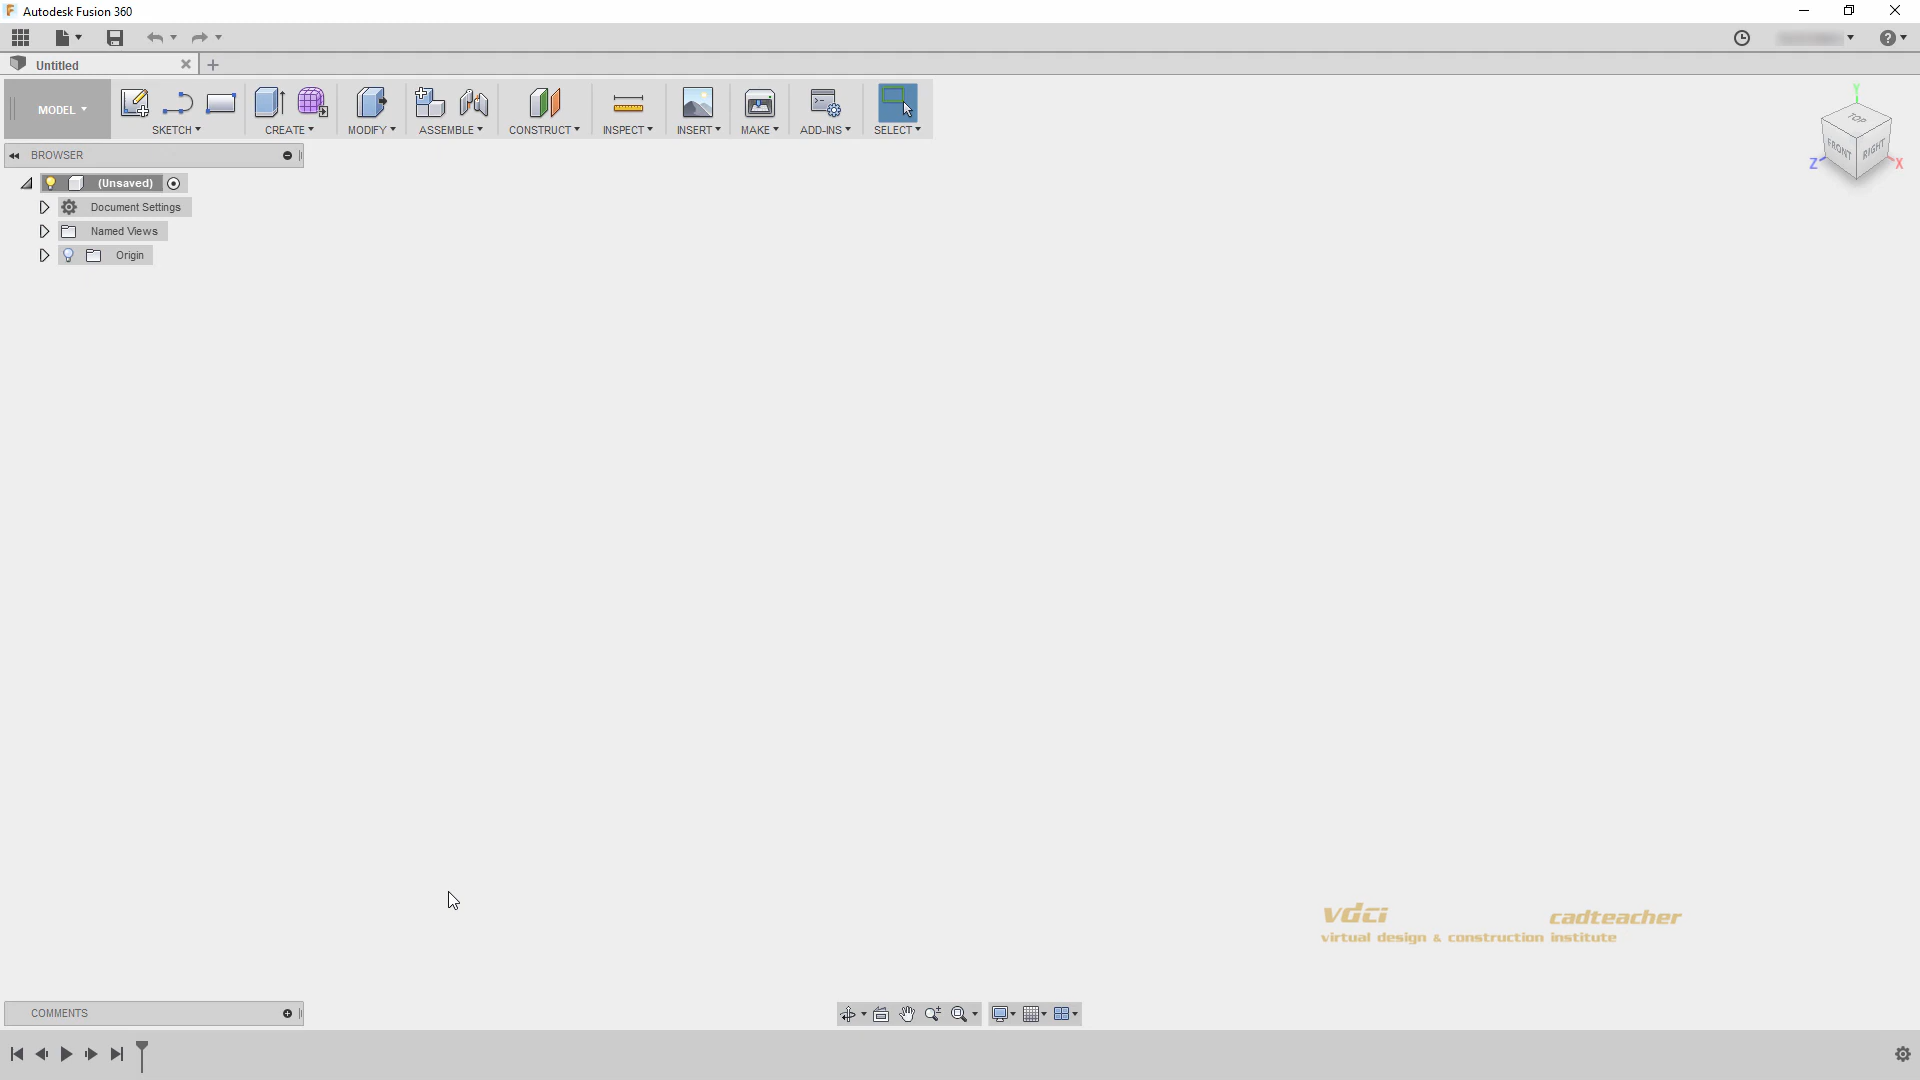 Autodesk Fusion 360
Untitled
MODEL
SKETCH
CREATE
MODIFY
ASSEMBLE
CONSTRUCT
INSPECT
INSERT
MAKE
ADD-INS
SELECT
BROWSER
(Unsaved)
Document Settings
Named Views
Origin
Y
TOP
FRONT
RIGHT
Z
X
vdci cadteacher
virtual design & construction institute
COMMENTS